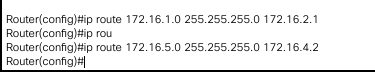 Router(config)#ip route 172.16.1.0 255.255.255.0 172.16.2.1
Router(config)#ip rou
Router(config)#ip route 172.16.5.0 255.255.255.0 172.16.4.2
Router(config)#